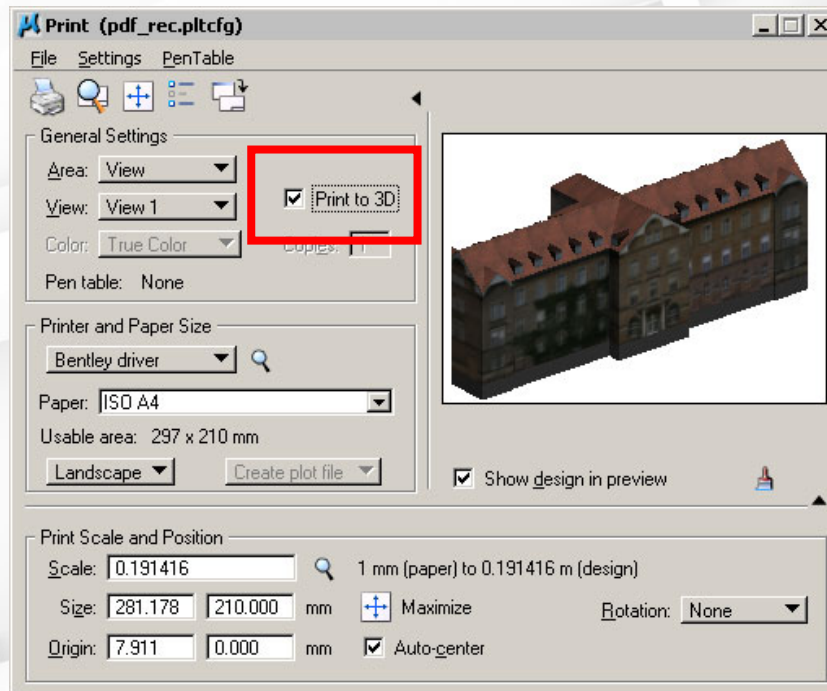 Print (pdf_rec.pltcfg)
File Settings PenTable
General Settings
Area: View
Print to 3D
View: View 1
Color: True Color
Copies: 1
Pen table: None
Printer and Paper Size
Bentley driver
Paper: ISO A4
Usable area: 297 x 210 mm
Landscape Create plot file
Show design in preview
Print Scale and Position
Scale: 0.191416 1 mm (paper) to 0.191416 m (design)
Size: 281.178 210.000 mm Maximize Rotation: None
Origin: 7.911 0.000 mm Auto-center